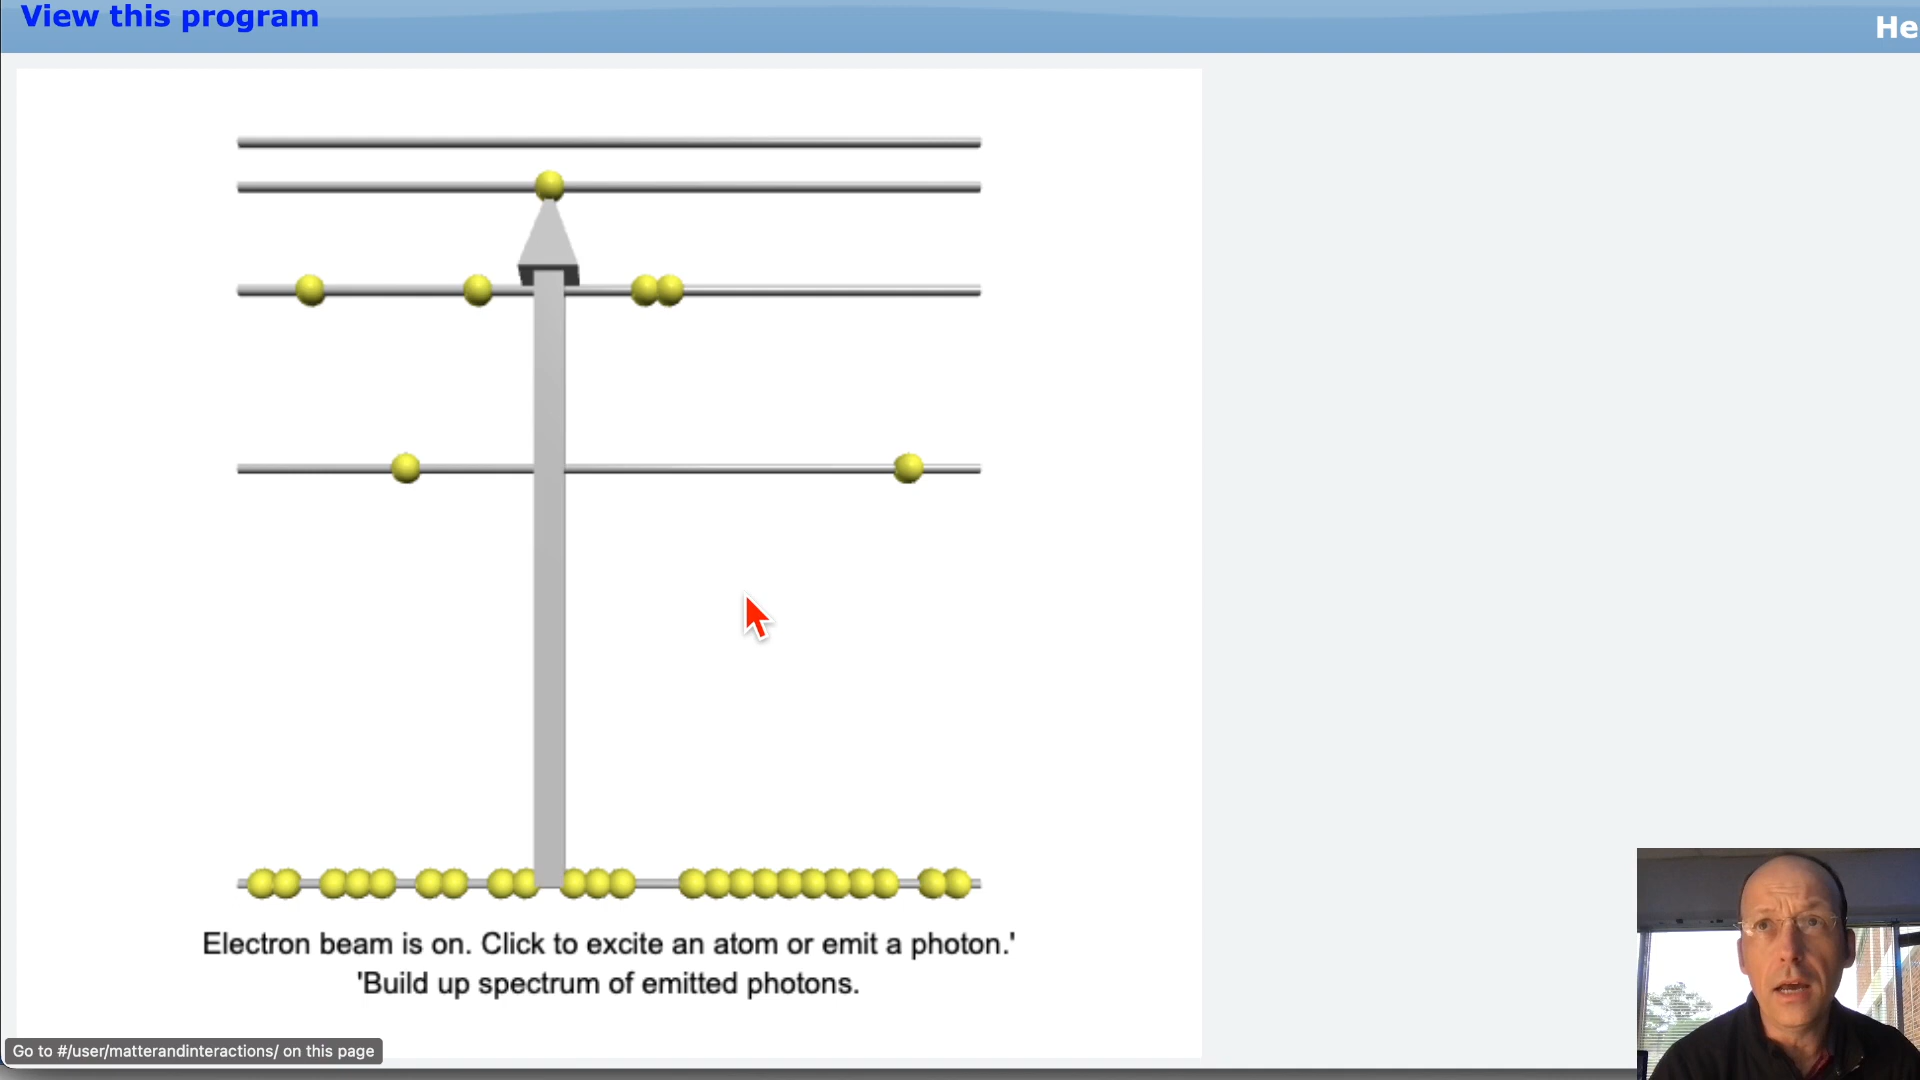 View this program
He
Electron beam is on. Click to excite an atom or emit a photon.'
'Build up spectrum of emitted photons.
Go to #/user/matterandinteractions/ on this page